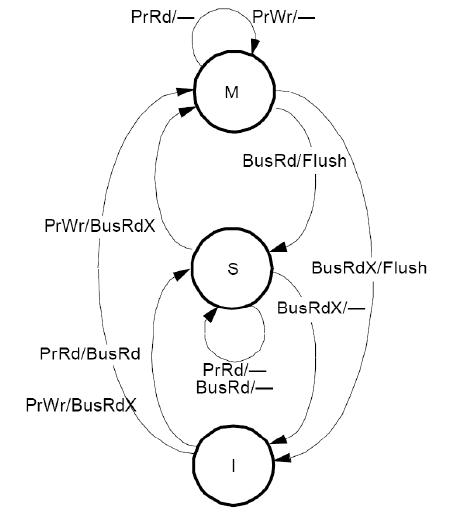 PrRd/— PrWr/—
M
BusRd/Flush
PrWr/BusRdX
S
BusRdX/Flush
BusRdX/—
PrRd/BusRd
PrRd/—
BusRd/—
PrWr/BusRdX
I